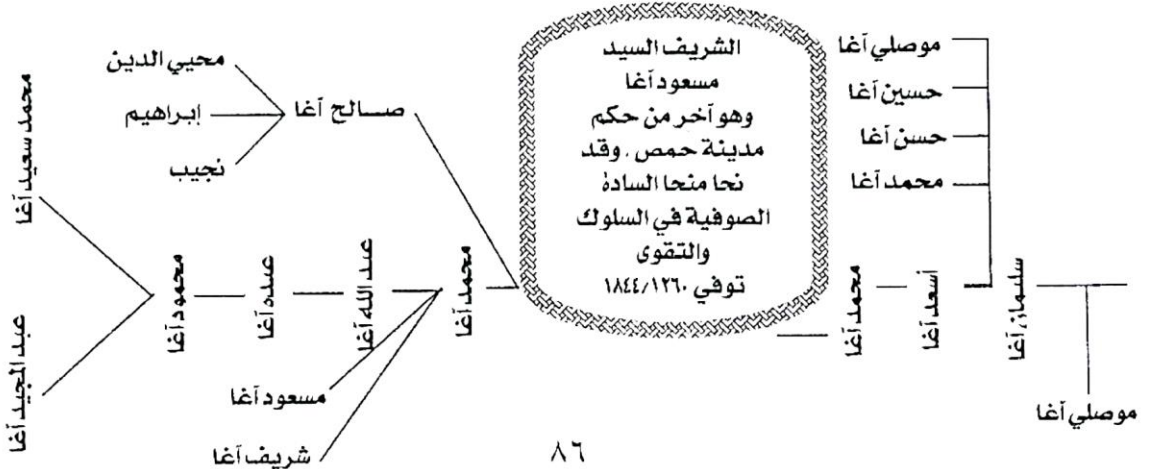 موصلي آغا
حسين آغا
حسن آغا
محمد آغا
سليمان آغا
موصلي آغا
أسعد آغا
محمد آغا
الشريف السيد
مسعود آغا
وهو آخر من حكم
مدينة حمص . وقد
نحا منحا السادة
الصوفية في السلوك
والتقوى
توفي ١٨٤٤/١٢٦٠
صالح آغا
محيي الدين
إبراهيم
نجيب
محمد آغا
عبد الله آغا
مسعود آغا
شريف آغا
عبده آغا
محمود آغا
محمد سعيد آغا
عبد المجيد آغا
٨٦